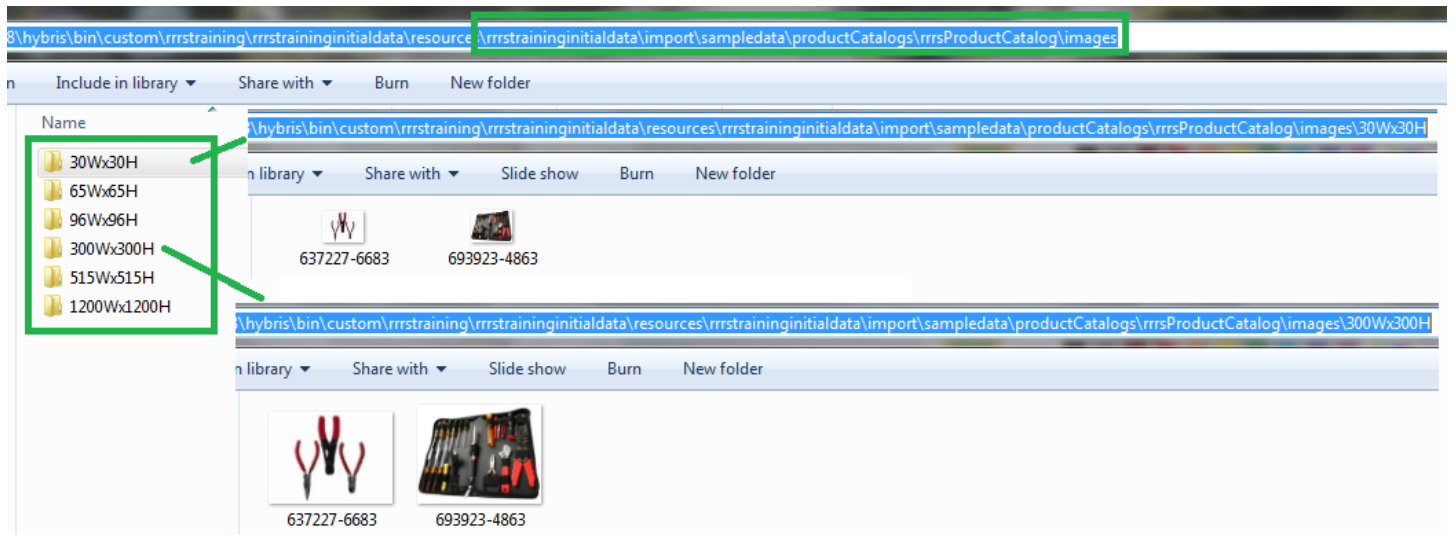 8\hybris\bin\custom\rrrstraining\rrrstraininginitialdata\resources\rrrstraininginitialdata\import\sampledata\productCatalogs\rrrsProductCatalog\images
n Include in library Share with Burn New folder
Name
30Wx30H
65Wx65H
96Wx96H
300Wx300H
515Wx515H
1200Wx1200H
\hybris\bin\custom\rrrstraining\rrrstraininginitialdata\resources\rrrstraininginitialdata\import\sampledata\productCatalogs\rrrsProductCatalog\images\30Wx30H
n library Share with Slide show Burn New folder
637227-6683 693923-4863
\hybris\bin\custom\rrrstraining\rrrstraininginitialdata\resources\rrrstraininginitialdata\import\sampledata\productCatalogs\rrrsProductCatalog\images\300Wx300H
n library Share with Slide show Burn New folder
637227-6683 693923-4863